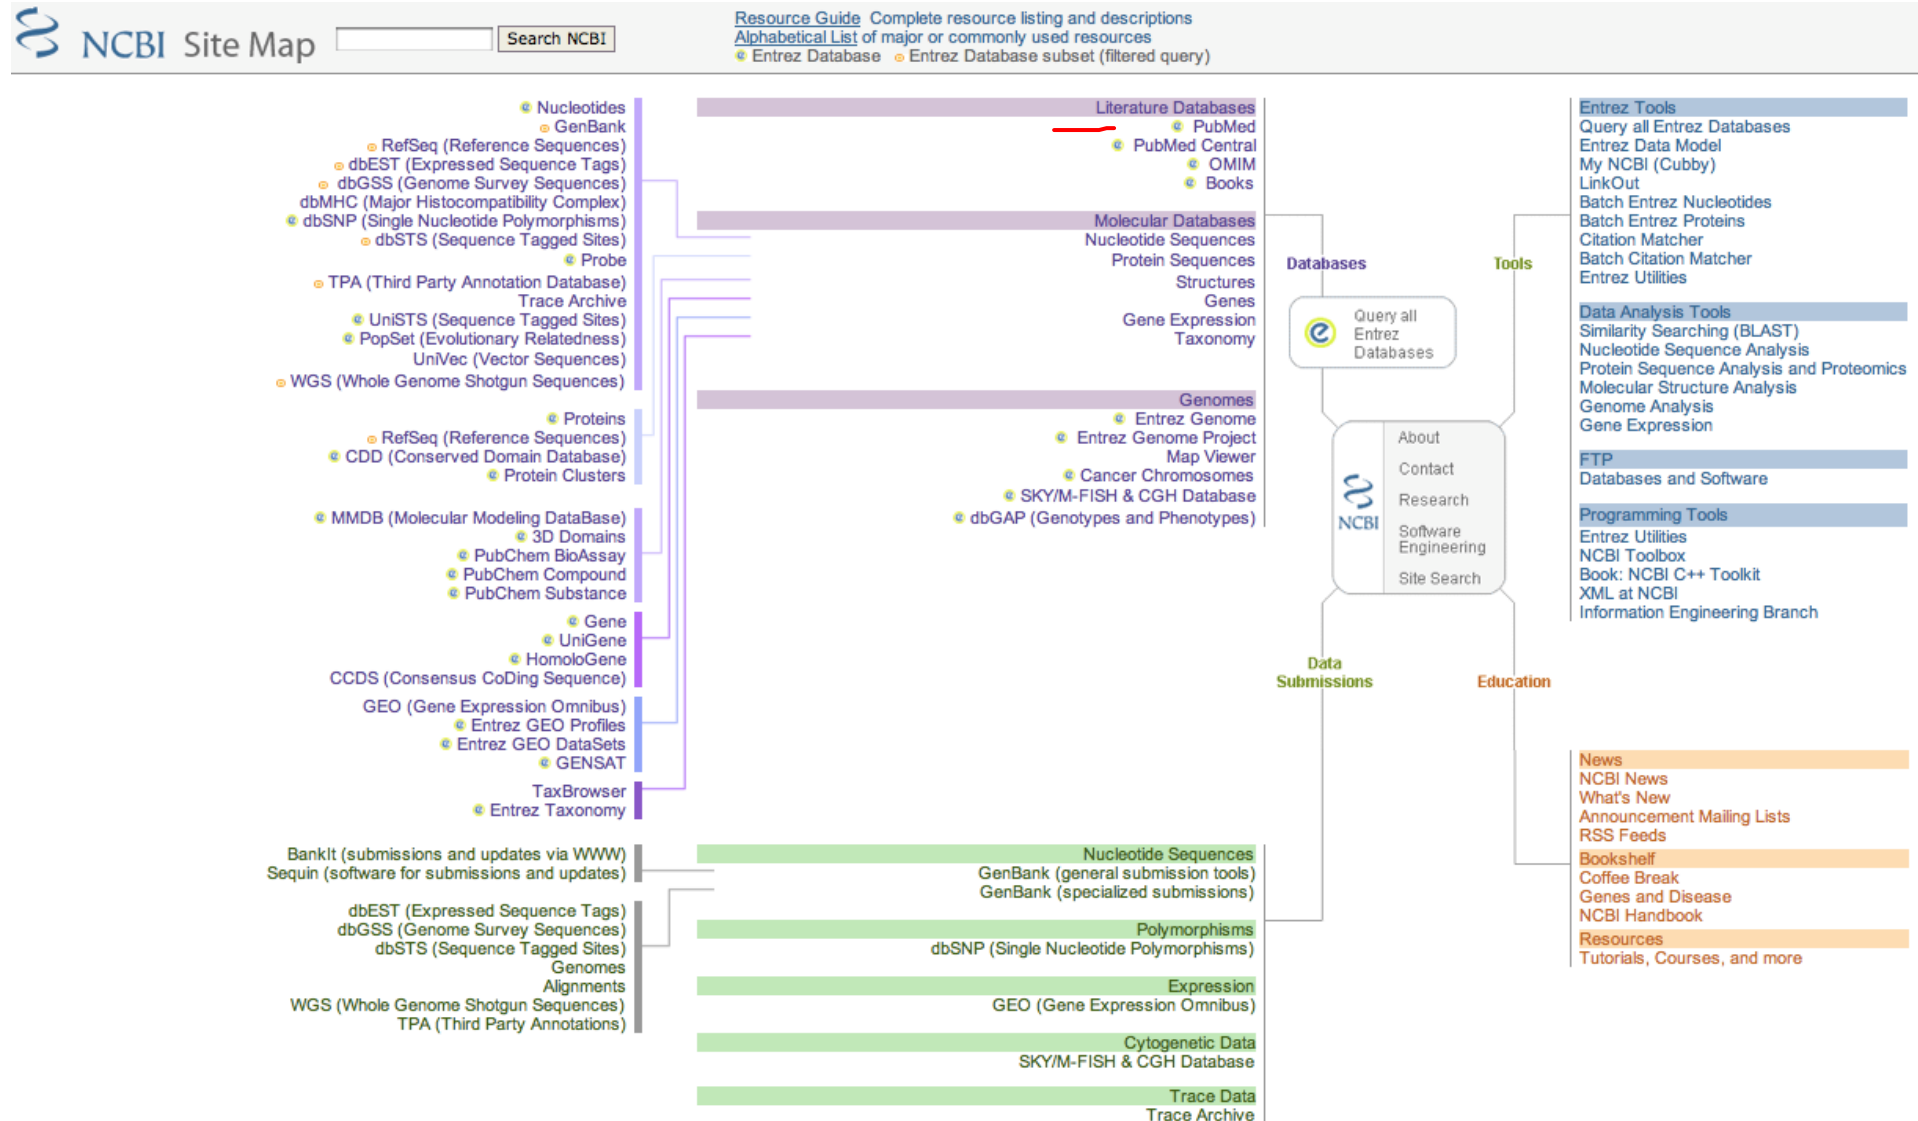 NCBI Site Map
Search NCBI
Resource Guide Complete resource listing and descriptions
Alphabetical List of major or commonly used resources
Entrez Database Entrez Database subset (filtered query)
Nucleotides
GenBank
RefSeq (Reference Sequences)
dbEST (Expressed Sequence Tags)
dbGSS (Genome Survey Sequences)
dbMHC (Major Histocompatibility Complex)
dbSNP (Single Nucleotide Polymorphisms)
dbSTS (Sequence Tagged Sites)
Probe
TPA (Third Party Annotation Database)
Trace Archive
UniSTS (Sequence Tagged Sites)
PopSet (Evolutionary Relatedness)
UniVec (Vector Sequences)
WGS (Whole Genome Shotgun Sequences)
Proteins
RefSeq (Reference Sequences)
CDD (Conserved Domain Database)
Protein Clusters
MMDB (Molecular Modeling DataBase)
3D Domains
PubChem BioAssay
PubChem Compound
PubChem Substance
Gene
UniGene
HomoloGene
CCDS (Consensus CoDing Sequence)
GEO (Gene Expression Omnibus)
Entrez GEO Profiles
Entrez GEO DataSets
GENSAT
TaxBrowser
Entrez Taxonomy
BankIt (submissions and updates via WWW)
Sequin (software for submissions and updates)
dbEST (Expressed Sequence Tags)
dbGSS (Genome Survey Sequences)
dbSTS (Sequence Tagged Sites)
Genomes
Alignments
WGS (Whole Genome Shotgun Sequences)
TPA (Third Party Annotations)
Literature Databases
PubMed
PubMed Central
OMIM
Books
Molecular Databases
Nucleotide Sequences
Protein Sequences
Structures
Genes
Gene Expression
Taxonomy
Genomes
Entrez Genome
Entrez Genome Project
Map Viewer
Cancer Chromosomes
SKY/M-FISH & CGH Database
dbGAP (Genotypes and Phenotypes)
Nucleotide Sequences
GenBank (general submission tools)
GenBank (specialized submissions)
Polymorphisms
dbSNP (Single Nucleotide Polymorphisms)
Expression
GEO (Gene Expression Omnibus)
Cytogenetic Data
SKY/M-FISH & CGH Database
Trace Data
Trace Archive
Databases
Tools
Query all
Entrez
Databases
NCBI
About
Contact
Research
Software
Engineering
Site Search
Data
Submissions
Education
Entrez Tools
Query all Entrez Databases
Entrez Data Model
My NCBI (Cubby)
LinkOut
Batch Entrez Nucleotides
Batch Entrez Proteins
Citation Matcher
Batch Citation Matcher
Entrez Utilities
Data Analysis Tools
Similarity Searching (BLAST)
Nucleotide Sequence Analysis
Protein Sequence Analysis and Proteomics
Molecular Structure Analysis
Genome Analysis
Gene Expression
FTP
Databases and Software
Programming Tools
Entrez Utilities
NCBI Toolbox
Book: NCBI C++ Toolkit
XML at NCBI
Information Engineering Branch
News
NCBI News
What's New
Announcement Mailing Lists
RSS Feeds
Bookshelf
Coffee Break
Genes and Disease
NCBI Handbook
Resources
Tutorials, Courses, and more